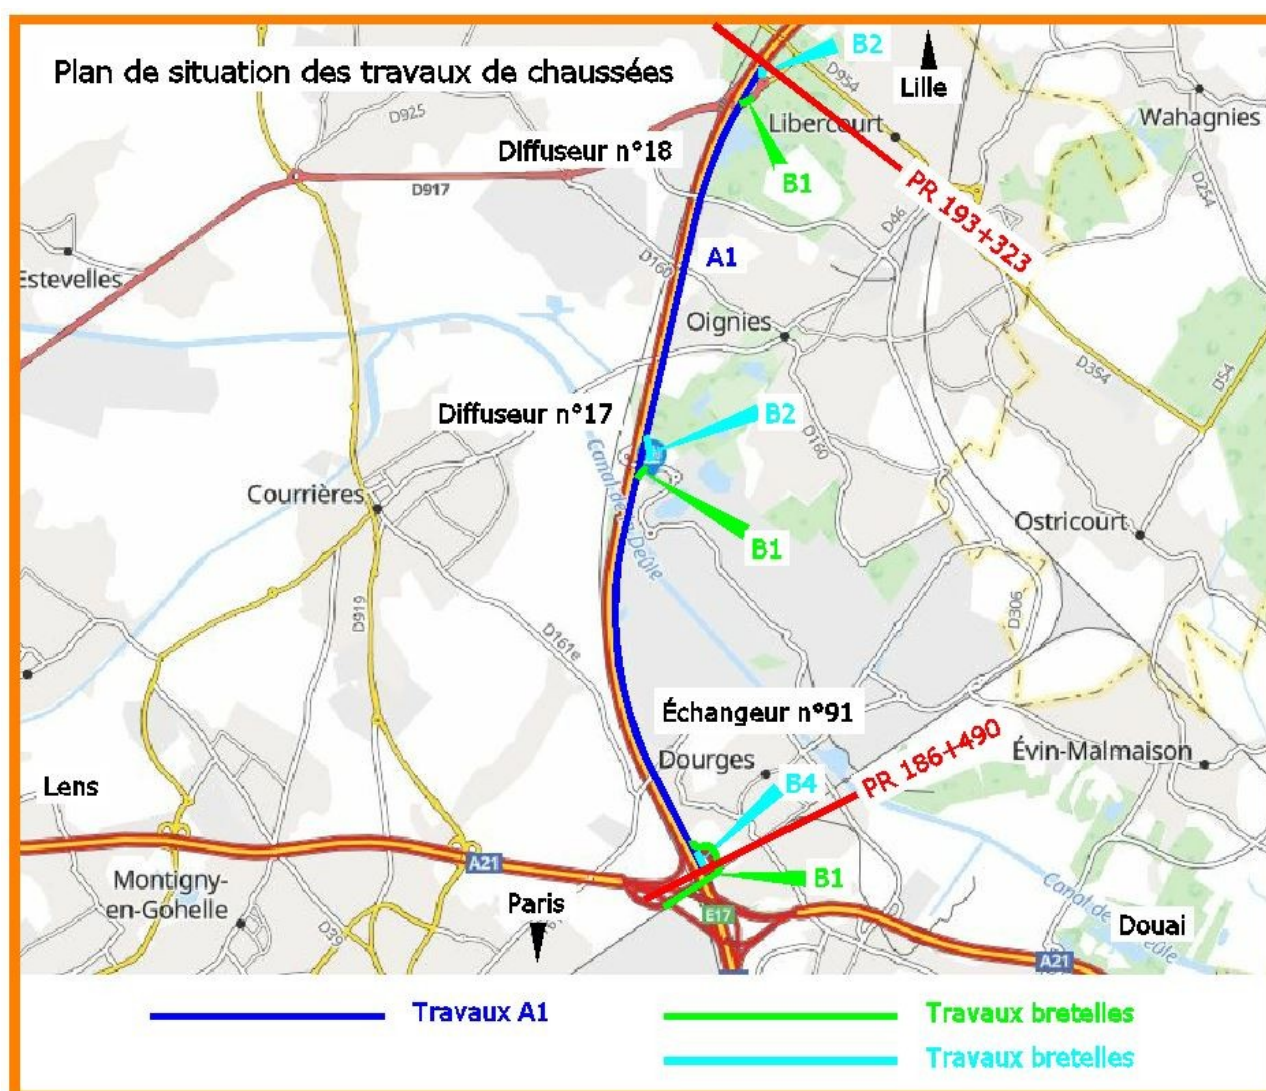 B2
Plan de situation des travaux de chaussées
D954
Lille
Wahagnies
D925
Libercourt
Diffuseur n°18
D917
B1
PR 193+323
D254
D46
Estevelles
D160
A1
Oignies
D354
D54
Diffuseur n°17
B2
D160
Canal de la Deûle
Courrières
Ostricourt
B1
D919
D161e
D306
Échangeur n°91
PR 186+490
Dourges
Évin-Malmaison
Lens
B4
A21
Montigny-
en-Gohelle
B1
Paris
E17
Canal de la Deûle
Douai
D39
A21
Travaux A1
Travaux bretelles
Travaux bretelles